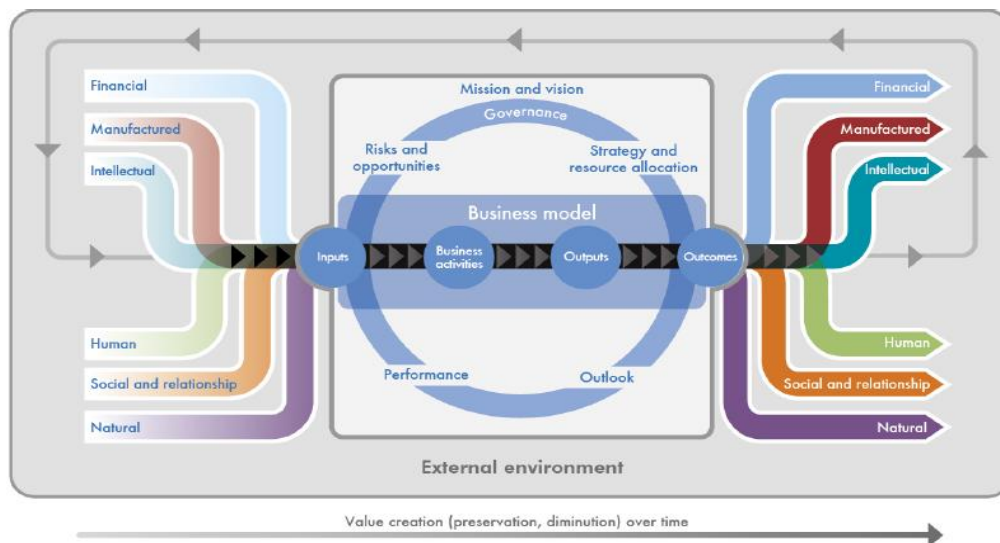 Financial
Manufactured
Intellectual
Human
Social and relationship
Natural
Mission and vision
Governance
Risks and
opportunities
Strategy and
resource allocation
Business model
Inputs
Business
activities
Outputs
Outcomes
Performance
Outlook
Financial
Manufactured
Intellectual
Human
Social and relationship
Natural
External environment
Value creation (preservation, diminution) over time